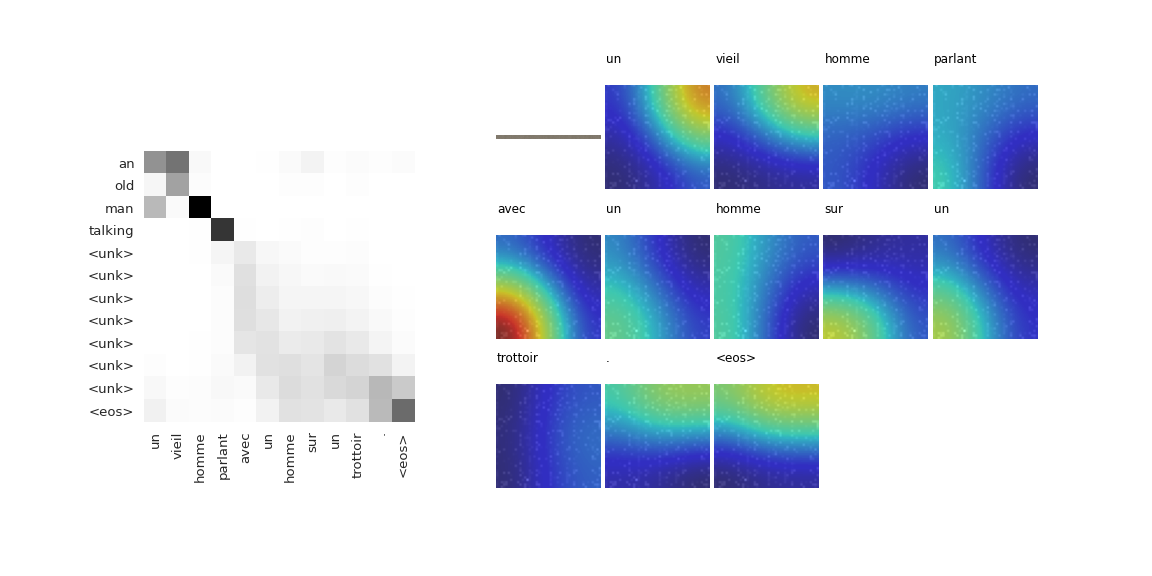 an
old
man
talking
<unk>
<unk>
<unk>
<unk>
<unk>
<unk>
<unk>
<eos>
un
vieil
homme
parlant
avec
un
homme
sur
un
trottoir
.
<eos>
un vieil homme parlant
avec un homme sur un
trottoir . <eos>